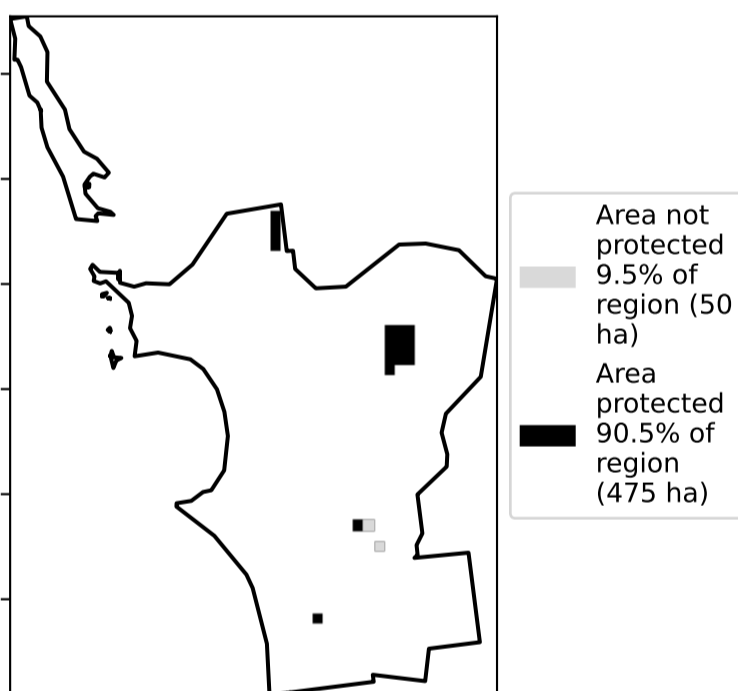 Area not
protected
9.5% of
region (50
ha)
Area
protected
90.5% of
region
(475 ha)